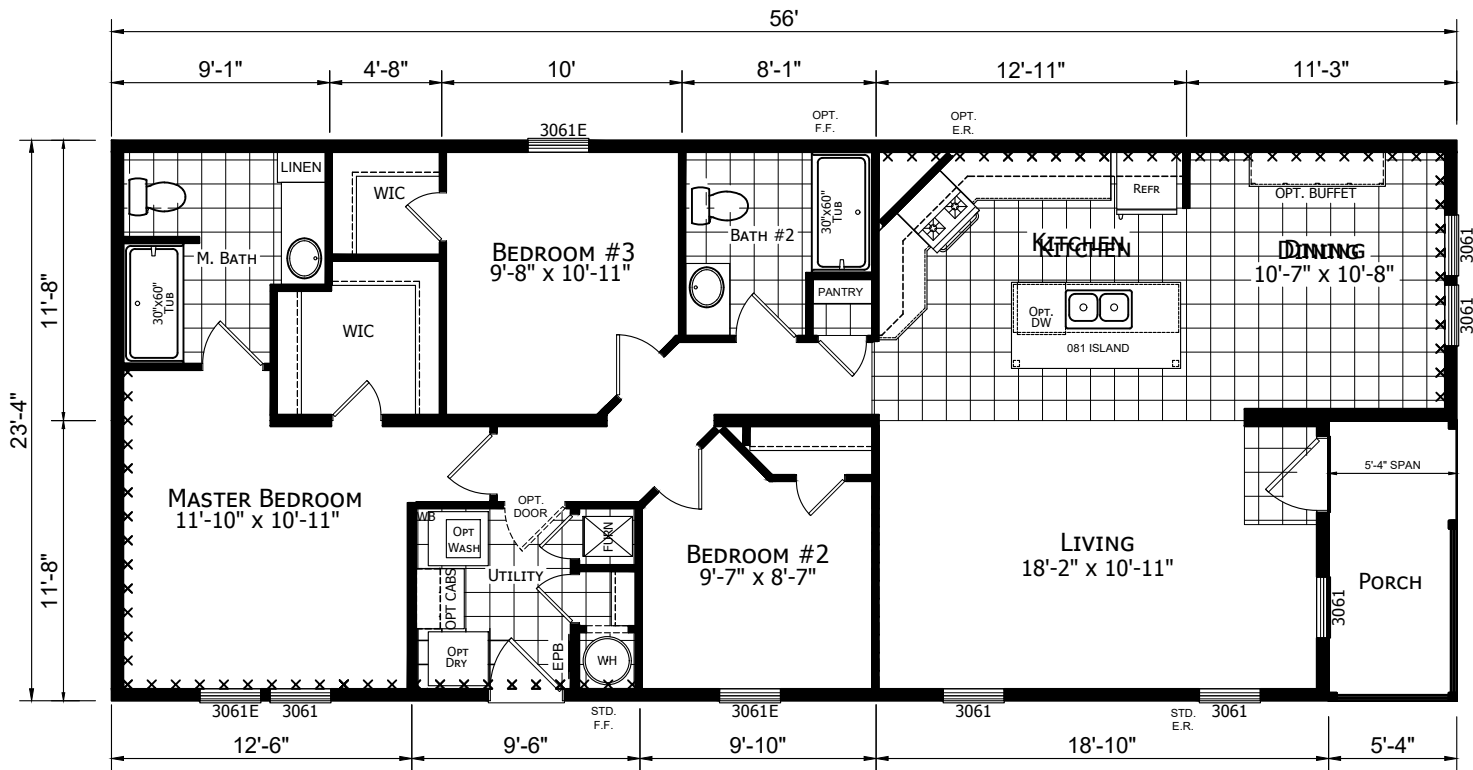 56'
9'-1"
4'-8"
10'
8'-1"
12'-11"
11'-3"
OPT.
F.F.
OPT.
E.R.
3061E
LINEN
WIC
REFR
OPT. BUFFET
30"x60"
TUB
BEDROOM #3
9'-8" x 10'-11"
BATH #2
KITCHEN
KITCHEN
DINING
DINING
10'-7" x 10'-8"
3061
3061
M. BATH
30"x60"
TUB
WIC
PANTRY
OPT.
DW
081 ISLAND
11'-8"
23'-4"
11'-8"
5'-4" SPAN
MASTER BEDROOM
11'-10" x 10'-11"
OPT.
DOOR
WB
OPT
WASH
FURN
UTILITY
OPT CABS
OPT
DRY
EPB
WH
BEDROOM #2
9'-7" x 8'-7"
LIVING
18'-2" x 10'-11"
PORCH
3061
3061E
3061
STD.
F.F.
3061E
3061
STD.
E.R.
3061
12'-6"
9'-6"
9'-10"
18'-10"
5'-4"